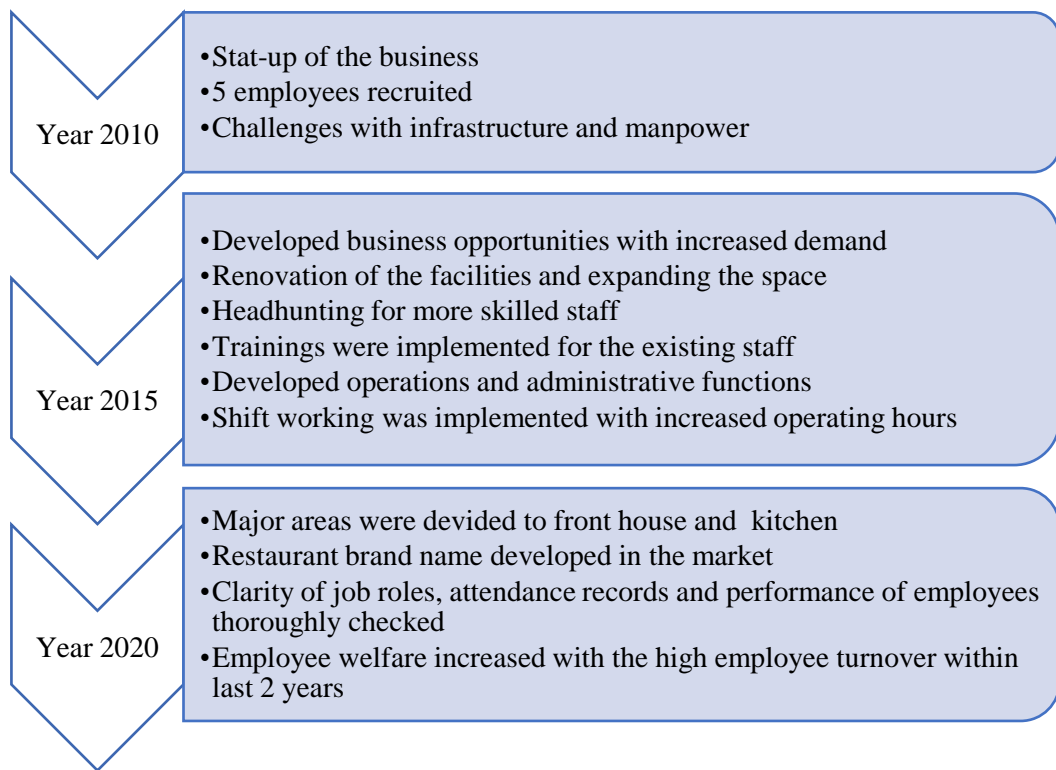 Year 2010
•Stat-up of the business
•5 employees recruited
•Challenges with infrastructure and manpower
Year 2015
•Developed business opportunities with increased demand
•Renovation of the facilities and expanding the space
•Headhunting for more skilled staff
•Trainings were implemented for the existing staff
•Developed operations and administrative functions
•Shift working was implemented with increased operating hours
Year 2020
•Major areas were devided to front house and kitchen
•Restaurant brand name developed in the market
•Clarity of job roles, attendance records and performance of employees
thoroughly checked
•Employee welfare increased with the high employee turnover within
last 2 years